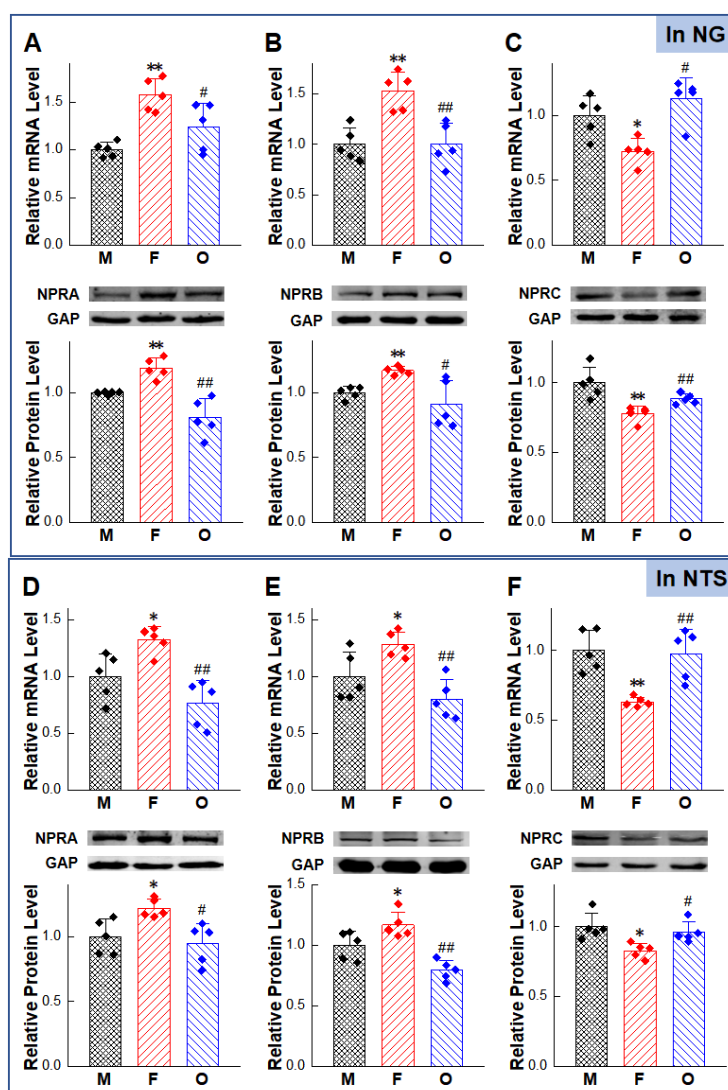 In NG
A
Relative mRNA Level
1.5
1.0
0.5
0.0
**
#
M F O
NPRA
GAP
Relative Protein Level
1.0
0.5
0.0
**
##
M F O
B
Relative mRNA Level
1.5
1.0
0.5
0.0
**
##
M F O
NPRB
GAP
Relative Protein Level
1.0
0.5
0.0
**
#
M F O
C
Relative mRNA Level
1.0
0.5
0.0
*
#
M F O
NPRC
GAP
Relative Protein Level
1.0
0.5
0.0
**
##
M F O
In NTS
D
Relative mRNA Level
1.5
1.0
0.5
0.0
*
##
M F O
NPRA
GAP
Relative Protein Level
1.0
0.5
0.0
*
#
M F O
E
Relative mRNA Level
1.5
1.0
0.5
0.0
*
##
M F O
NPRB
GAP
Relative Protein Level
1.5
1.0
0.5
0.0
*
##
M F O
F
Relative mRNA Level
1.0
0.5
0.0
**
##
M F O
NPRC
GAP
Relative Protein Level
1.0
0.5
0.0
*
#
M F O